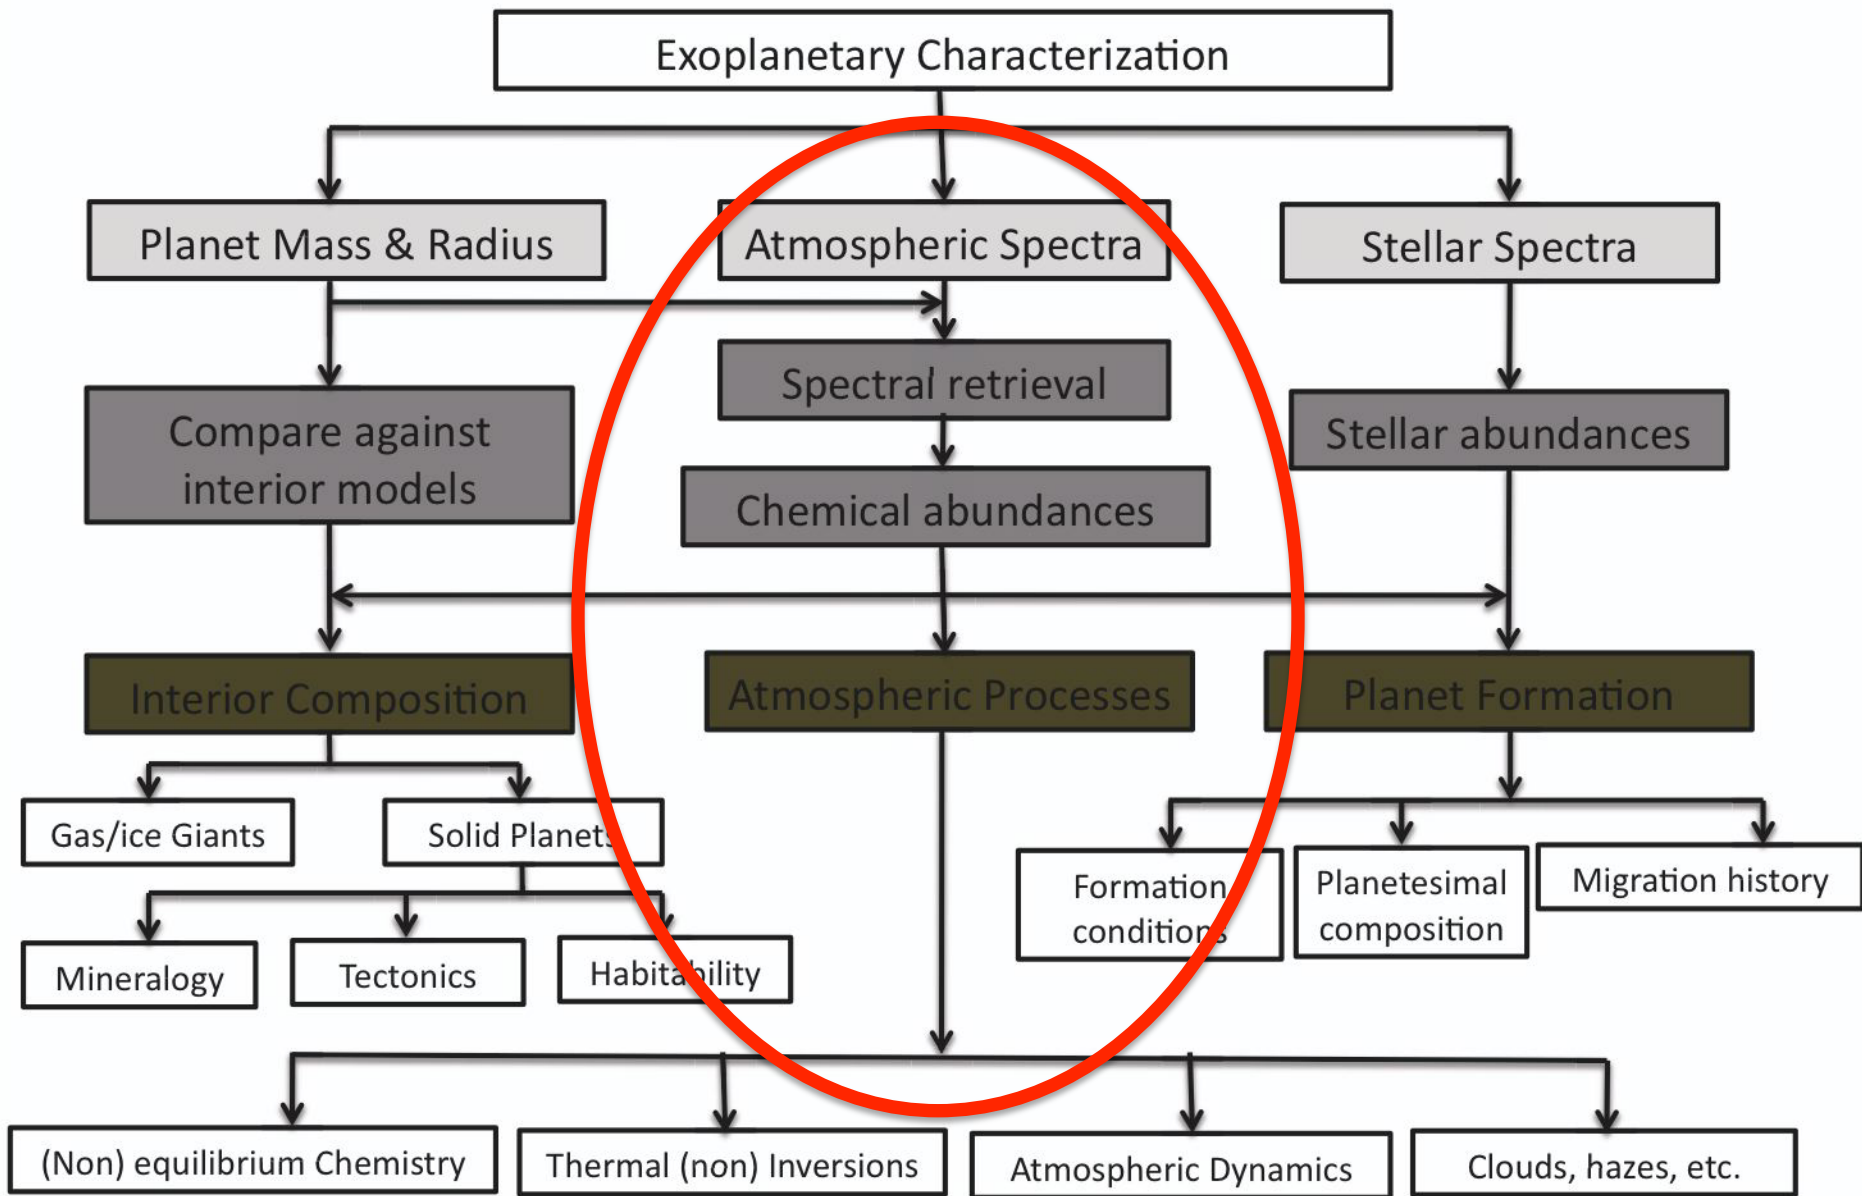 Exoplanetary Characterization
Planet Mass & Radius
Atmospheric Spectra
Stellar Spectra
Spectral retrieval
Compare against
interior models
Stellar abundances
Chemical abundances
Interior Composition
Atmospheric Processes
Planet Formation
Gas/ice Giants
Solid Planets
Formation
conditions
Planetesimal
composition
Migration history
Mineralogy
Tectonics
Habitability
(Non) equilibrium Chemistry
Thermal (non) Inversions
Atmospheric Dynamics
Clouds, hazes, etc.